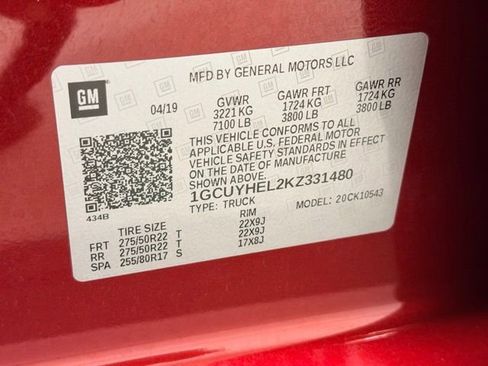 MFD BY GENERAL MOTORS LLC
GM
04/19
GVWR GAWR FRT GAWR RR
3221 KG 1724 KG 1724 KG
7100 LB 3800 LB 3800 LB
THIS VEHICLE CONFORMS TO ALL
APPLICABLE U.S. FEDERAL MOTOR
VEHICLE SAFETY STANDARDS IN EFFECT
ON THE DATE OF MANUFACTURE SHOWN ABOVE.
1GCUYHEL2KZ331480
TYPE: TRUCK MODEL: 20CK10543
434B
TIRE SIZE RIM
FRT 275/50R22 T 22X9J
RR 275/50R22 T 22X9J
SPA 255/80R17 S 17X8J